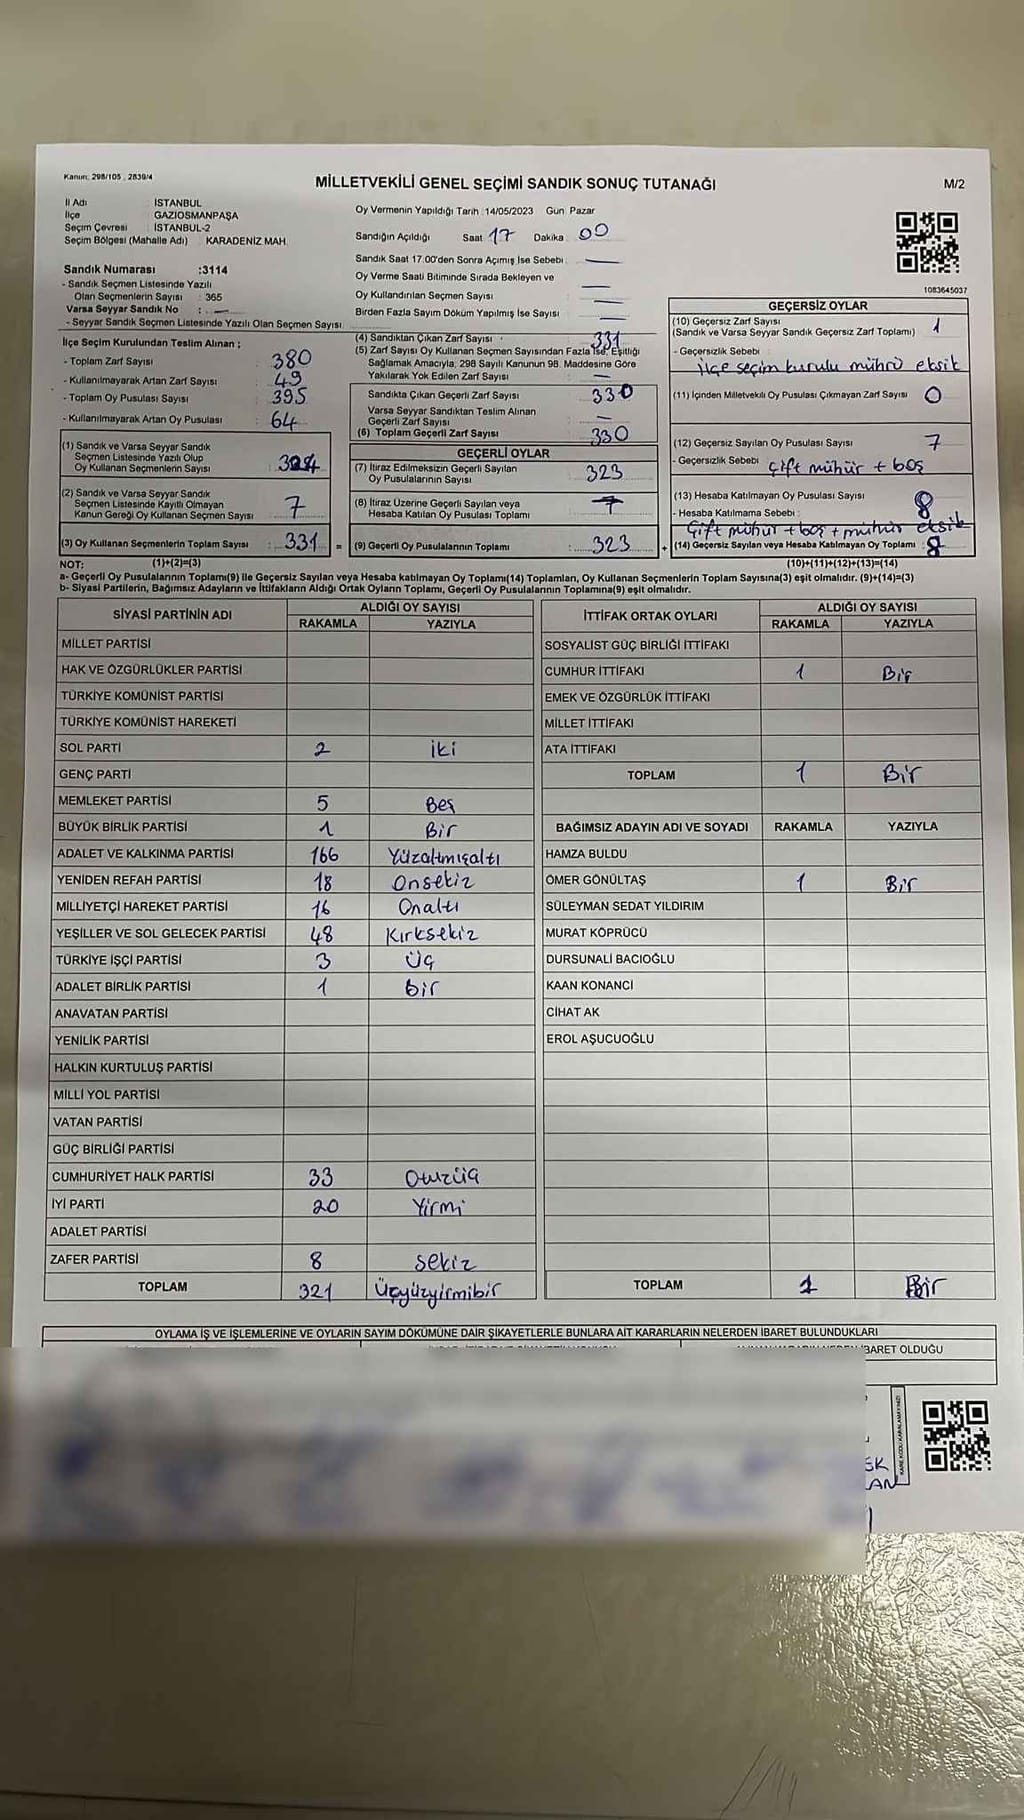 Kanun: 298/105 , 2839/4
MİLLETVEKİLİ GENEL SEÇİMİ SANDIK SONUÇ TUTANAĞI
M/2
İl Adı İSTANBUL
İlçe GAZİOSMANPAŞA
Seçim Çevresi İSTANBUL-2
Seçim Bölgesi (Mahalle Adı) KARADENİZ MAH.
Sandık Numarası :3114
- Sandık Seçmen Listesinde Yazılı
Olan Seçmenlerin Sayısı : 365
Varsa Seyyar Sandık No : —
- Seyyar Sandık Seçmen Listesinde Yazılı Olan Seçmen Sayısı
Oy Vermenin Yapıldığı Tarih :14/05/2023 Gün: Pazar
Sandığın Açıldığı Saat 17 Dakika 00
Sandık Saat 17.00'den Sonra Açımış İse Sebebi : —
Oy Verme Saati Bitiminde Sırada Bekleyen ve
Oy Kullandırılan Seçmen Sayısı —
Birden Fazla Sayım Döküm Yapılmış İse Sayısı —
1083645037
İlçe Seçim Kurulundan Teslim Alınan ;
- Toplam Zarf Sayısı : 380
- Kullanılmayarak Artan Zarf Sayısı : 49
- Toplam Oy Pusulası Sayısı : 395
- Kullanılmayarak Artan Oy Pusulası : 64
(1) Sandık ve Varsa Seyyar Sandık
Seçmen Listesinde Yazılı Olup
Oy Kullanan Seçmenlerin Sayısı : 324
(2) Sandık ve Varsa Seyyar Sandık
Seçmen Listesinde Kayıtlı Olmayan
Kanun Gereği Oy Kullanan Seçmen Sayısı : 7
(3) Oy Kullanan Seçmenlerin Toplam Sayısı : 331 =
(4) Sandıktan Çıkan Zarf Sayısı : 331
(5) Zarf Sayısı Oy Kullanan Seçmen Sayısından Fazla İse, Eşitliği
Sağlamak Amacıyla; 298 Sayılı Kanunun 98. Maddesine Göre
Yakılarak Yok Edilen Zarf Sayısı —
Sandıkta Çıkan Geçerli Zarf Sayısı 330
Varsa Seyyar Sandıktan Teslim Alınan
Geçerli Zarf Sayısı —
(6) Toplam Geçerli Zarf Sayısı 330
GEÇERLİ OYLAR
(7) İtiraz Edilmeksizin Geçerli Sayılan
Oy Pusulalarının Sayısı 323
(8) İtiraz Üzerine Geçerli Sayılan veya
Hesaba Katılan Oy Pusulası Toplamı
(9) Geçerli Oy Pusulalarının Toplamı : 323 +
GEÇERSİZ OYLAR
(10) Geçersiz Zarf Sayısı
(Sandık ve Varsa Seyyar Sandık Geçersiz Zarf Toplamı) 1
- Geçersizlik Sebebi
ilçe seçim kurulu mührü eksik
(11) İçinden Milletvekili Oy Pusulası Çıkmayan Zarf Sayısı 0
(12) Geçersiz Sayılan Oy Pusulası Sayısı 7
- Geçersizlik Sebebi Çift mühür + boş
(13) Hesaba Katılmayan Oy Pusulası Sayısı 8
- Hesaba Katılmama Sebebi :
Çift mühür + boş + mühür eksik
(14) Geçersiz Sayılan veya Hesaba Katılmayan Oy Toplamı : 8
NOT: (1)+(2)=(3) (10)+(11)+(12)+(13)=(14)
a- Geçerli Oy Pusulalarının Toplamı(9) İle Geçersiz Sayılan veya Hesaba katılmayan Oy Toplamı(14) Toplamları, Oy Kullanan Seçmenlerin Toplam Sayısına(3) eşit olmalıdır. (9)+(14)=(3)
b- Siyasi Partilerin, Bağımsız Adayların ve İttifakların Aldığı Ortak Oyların Toplamı, Geçerli Oy Pusulalarının Toplamına(9) eşit olmalıdır.
SİYASİ PARTİNİN ADI ALDIĞI OY SAYISI
RAKAMLA YAZIYLA
MİLLET PARTİSİ
HAK VE ÖZGÜRLÜKLER PARTİSİ
TÜRKİYE KOMÜNİST PARTİSİ
TÜRKİYE KOMÜNİST HAREKETİ
SOL PARTİ 2 iki
GENÇ PARTİ
MEMLEKET PARTİSİ 5 Beş
BÜYÜK BİRLİK PARTİSİ 1 Bir
ADALET VE KALKINMA PARTİSİ 166 Yüzaltmışaltı
YENİDEN REFAH PARTİSİ 18 Onsekiz
MİLLİYETÇİ HAREKET PARTİSİ 16 Onaltı
YEŞİLLER VE SOL GELECEK PARTİSİ 48 Kırksekiz
TÜRKİYE İŞÇİ PARTİSİ 3 Üç
ADALET BİRLİK PARTİSİ 1 bir
ANAVATAN PARTİSİ
YENİLİK PARTİSİ
HALKIN KURTULUŞ PARTİSİ
MİLLİ YOL PARTİSİ
VATAN PARTİSİ
GÜÇ BİRLİĞİ PARTİSİ
CUMHURİYET HALK PARTİSİ 33 Otuzüç
İYİ PARTİ 20 Yirmi
ADALET PARTİSİ
ZAFER PARTİSİ 8 sekiz
TOPLAM 321 Üçyüzyirmibir
İTTİFAK ORTAK OYLARI ALDIĞI OY SAYISI
RAKAMLA YAZIYLA
SOSYALİST GÜÇ BİRLİĞİ İTTİFAKI
CUMHUR İTTİFAKI 1 Bir
EMEK VE ÖZGÜRLÜK İTTİFAKI
MİLLET İTTİFAKI
ATA İTTİFAKI
TOPLAM 1 Bir
BAĞIMSIZ ADAYIN ADI VE SOYADI RAKAMLA YAZIYLA
HAMZA BULDU
ÖMER GÖNÜLTAŞ 1 Bir
SÜLEYMAN SEDAT YILDIRIM
MURAT KÖPRÜCÜ
DURSUNALİ BACIOĞLU
KAAN KONANCİ
CİHAT AK
EROL AŞUCUOĞLU
TOPLAM 1 Bir
OYLAMA İŞ VE İŞLEMLERİNE VE OYLARIN SAYIM DÖKÜMÜNE DAİR ŞİKAYETLERLE BUNLARA AİT KARARLARIN NELERDEN İBARET BULUNDUKLARI
İBARET OLDUĞU